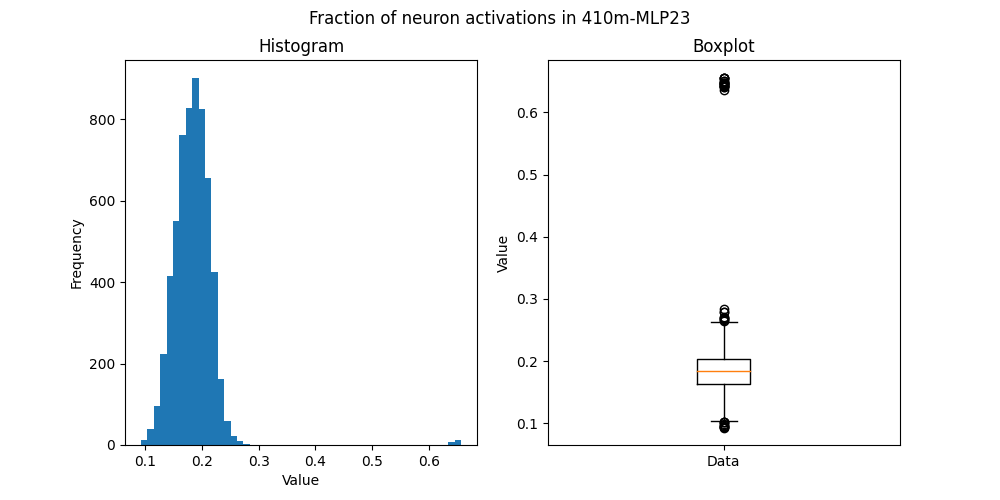 Fraction of neuron activations in 410m-MLP23
Histogram
Frequency
800
600
400
200
0
0.1 0.2 0.3 0.4 0.5 0.6
Value
Boxplot
Value
0.6
0.5
0.4
0.3
0.2
0.1
Data